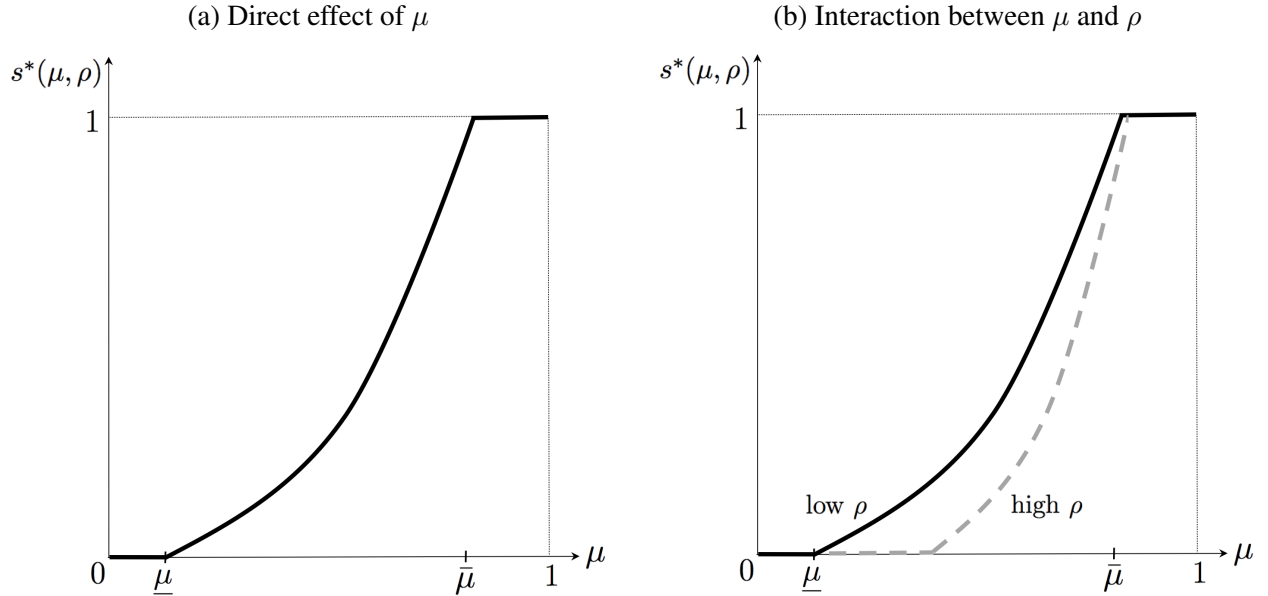 (a) Direct effect of μ
s*(μ, ρ)
1
0
μ̲
μ̄
1
μ
(b) Interaction between μ and ρ
s*(μ, ρ)
1
low ρ
high ρ
0
μ̲
μ̄
1
μ